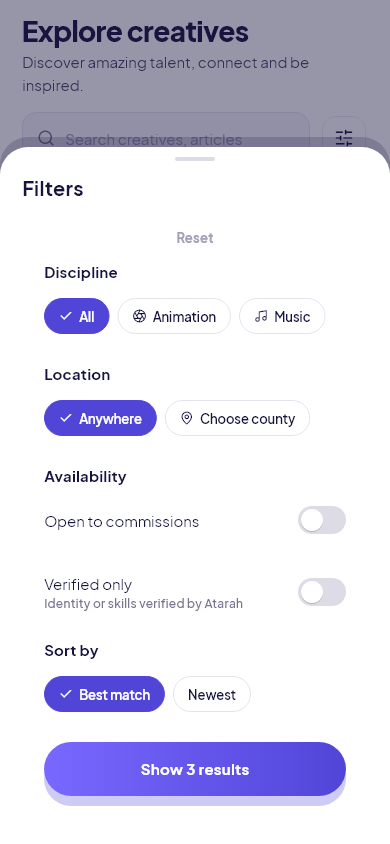 Explore creatives
Discover amazing talent, connect and be
inspired.
Search creatives, articles
Filters
Reset
Discipline
All
Animation
Music
Location
Anywhere
Choose county
Availability
Open to commissions
Verified only
Identity or skills verified by Atarah
Sort by
Best match
Newest
Show 3 results